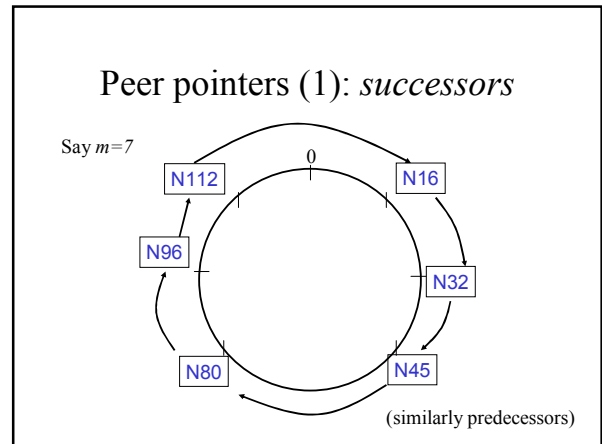 Peer pointers (1): successors
Say m=7
0
N112
N16
N96
N32
N80
N45
(similarly predecessors)